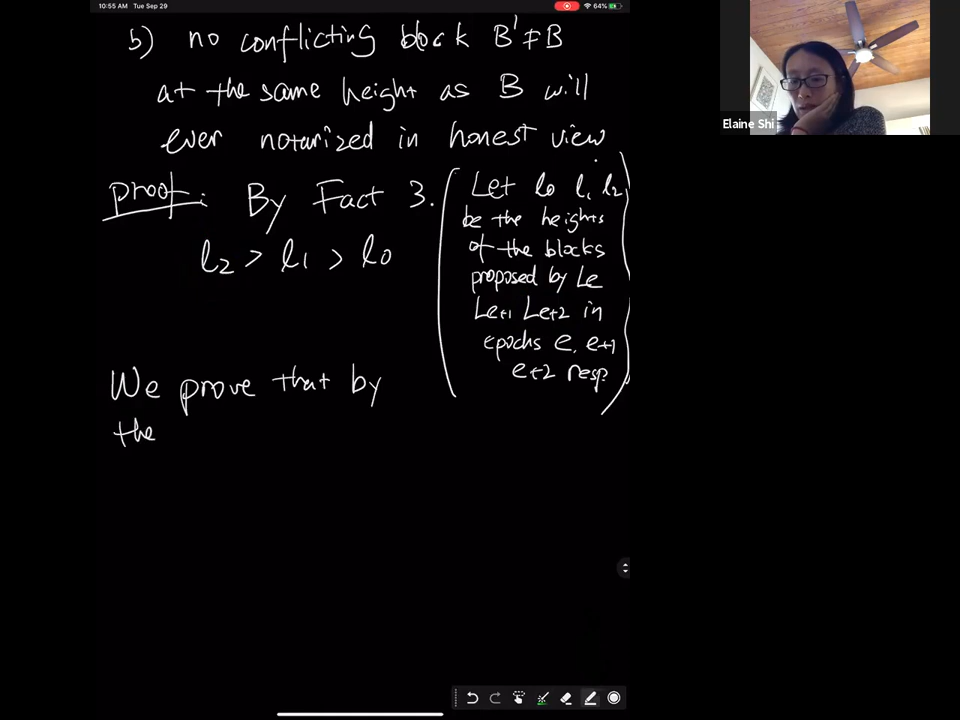 10:55 AM Tue Sep 29
64%
b) no conflicting block B' ≠ B
at the same height as B will
ever notarized in honest view
proof: By Fact 3.
l2 > l1 > l0
(Let l0 l1 l2
be the heights
of the blocks
proposed by Le
Le+1 Le+2 in
epochs e, e+1
e+2 resp)
We prove that by
the
Elaine Shi